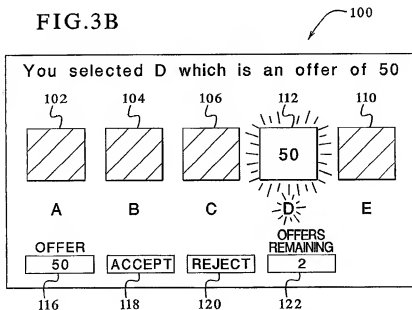 FIG.3B
100
You selected D which is an offer of 50
102 104 106 112 110
50
A B C D E
OFFER OFFERS REMAINING
50 ACCEPT REJECT 2
116 118 120 122